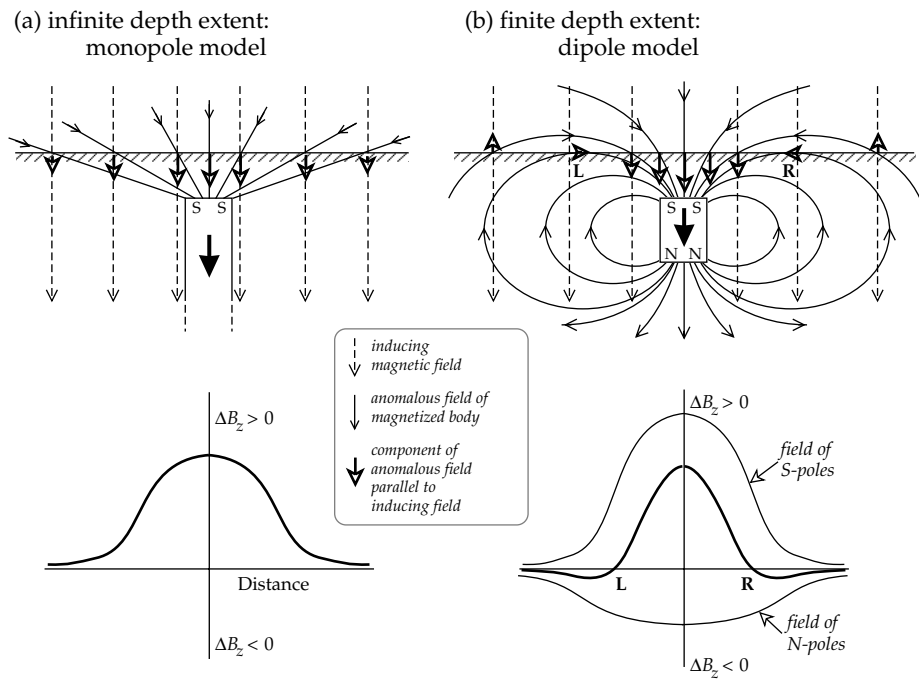 (a) infinite depth extent:
monopole model
(b) finite depth extent:
dipole model
L
R
S S
S S
N N
inducing
magnetic field
anomalous field of
magnetized body
component of
anomalous field
parallel to
inducing field
ΔB_z > 0
Distance
ΔB_z < 0
ΔB_z > 0
field of
S-poles
L
R
field of
N-poles
ΔB_z < 0